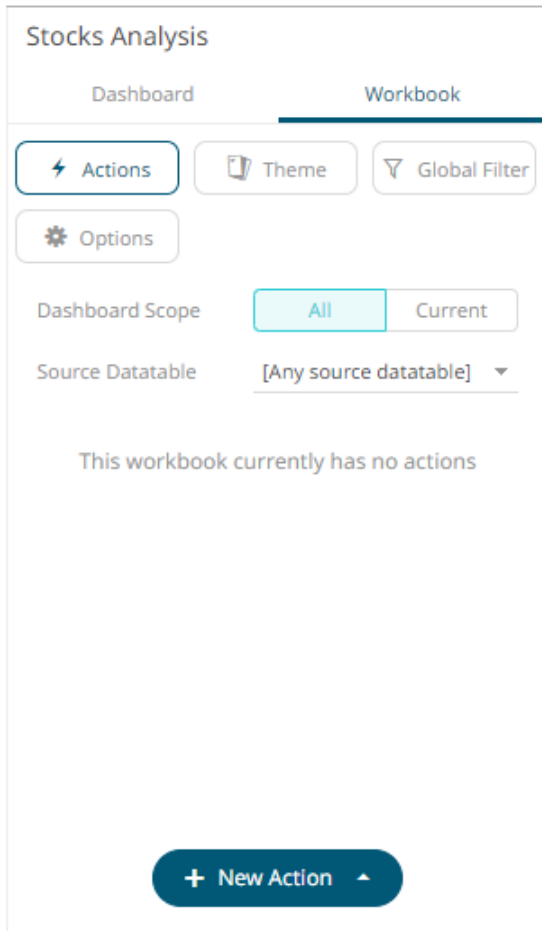 Stocks Analysis
Dashboard Workbook
Actions Theme Global Filter
Options
Dashboard Scope All Current
Source Datatable [Any source datatable]
This workbook currently has no actions
+ New Action